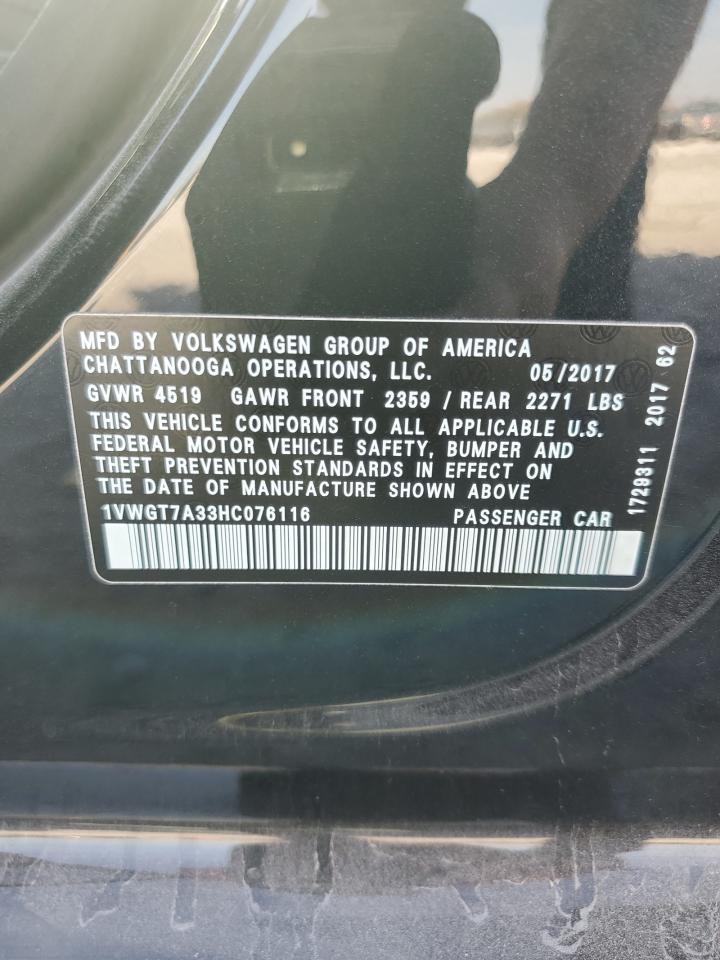 MFD BY VOLKSWAGEN GROUP OF AMERICA
CHATTANOOGA OPERATIONS, LLC. 05/2017
GVWR 4519 GAWR FRONT 2359 / REAR 2271 LBS
THIS VEHICLE CONFORMS TO ALL APPLICABLE U.S.
FEDERAL MOTOR VEHICLE SAFETY, BUMPER AND
THEFT PREVENTION STANDARDS IN EFFECT ON
THE DATE OF MANUFACTURE SHOWN ABOVE
1VWGT7A33HC076116 PASSENGER CAR
1729311 2017 62